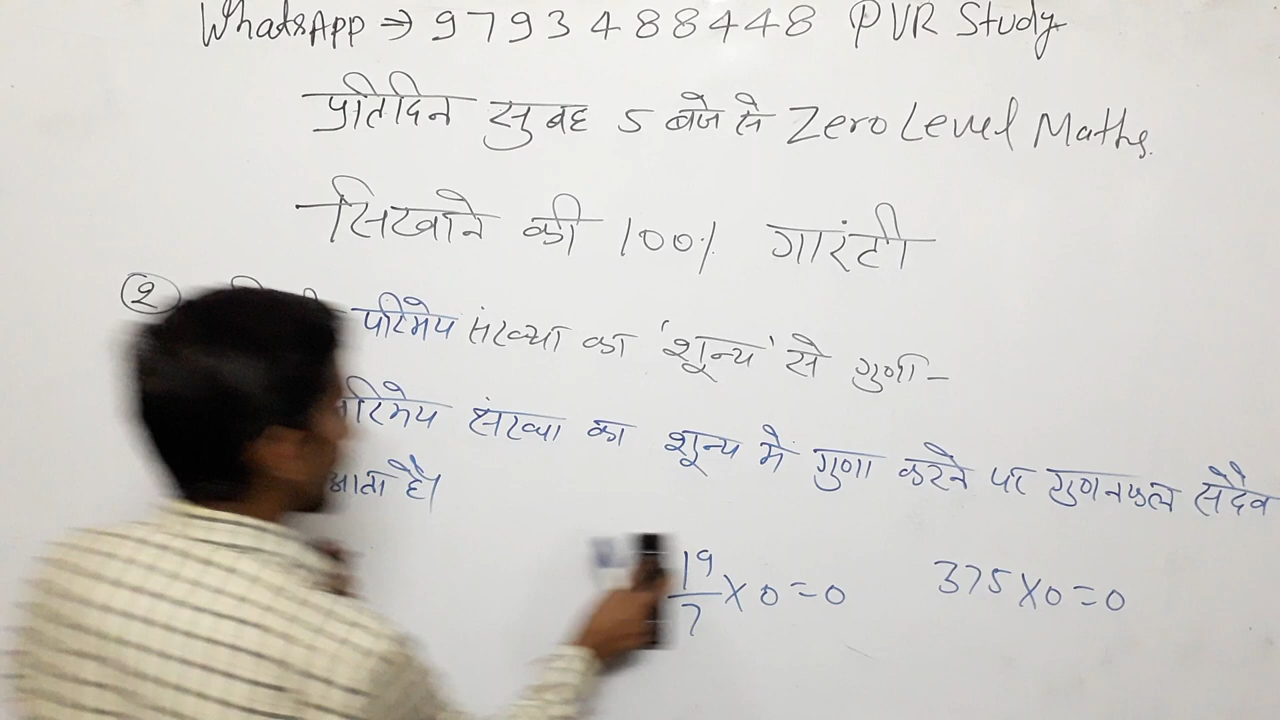 WhatsApp ⇒ 9793488448 PVR Study
प्रतिदिन सुबह 5 बजे से Zero Level Maths.
सिखाने की 100% गारंटी
2 परिमेय संख्या का 'शून्य' से गुणा -
परिमेय संख्या का शून्य में गुणा करने पर गुणनफल सदैव
आता है।
19/7 × 0 = 0 375 × 0 = 0